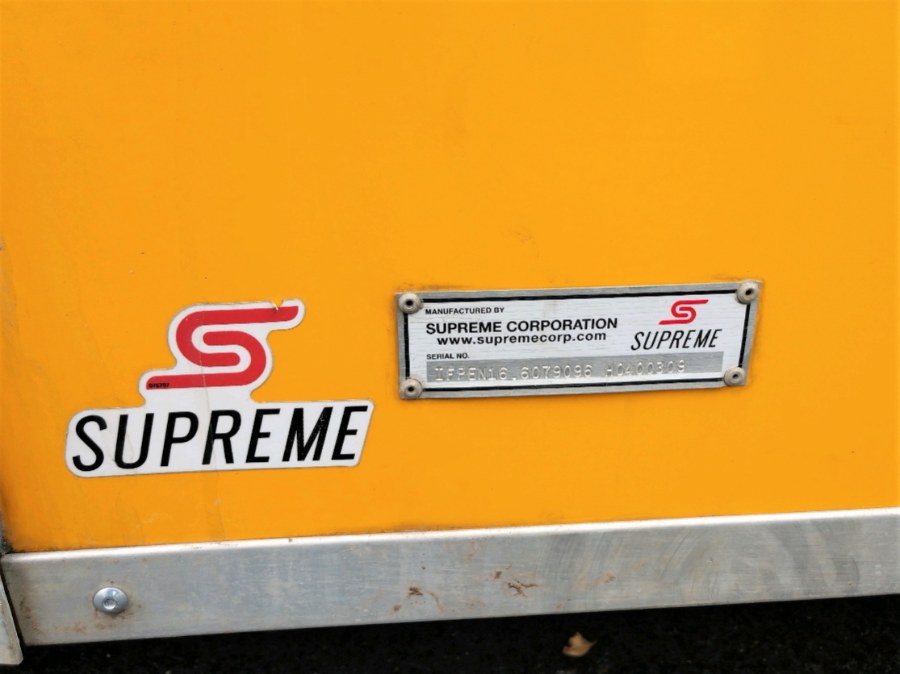 SUPREME
MANUFACTURED BY
SUPREME CORPORATION
www.supremecorp.com
SUPREME
SERIAL NO.